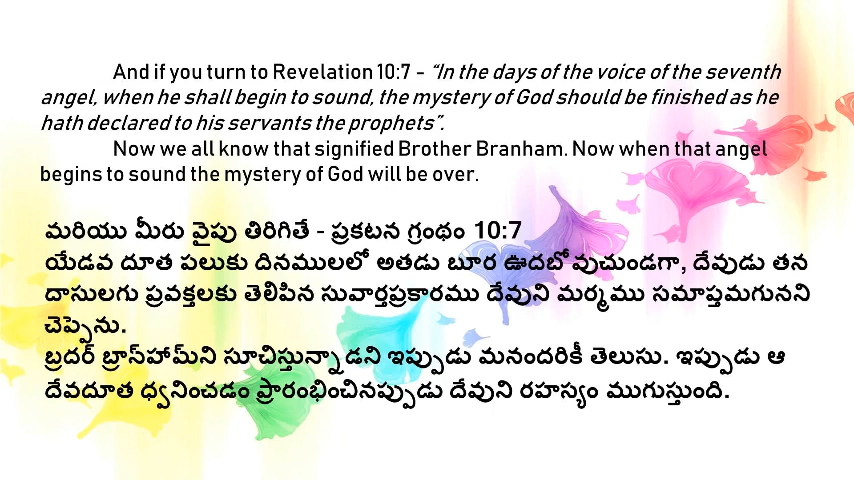 And if you turn to Revelation 10:7 - “In the days of the voice of the seventh
angel, when he shall begin to sound, the mystery of God should be finished as he
hath declared to his servants the prophets”.
Now we all know that signified Brother Branham. Now when that angel
begins to sound the mystery of God will be over.
మరియు మీరు వైపు తిరిగితే - ప్రకటన గ్రంథం 10:7
యేడవ దూత పలుకు దినములలో అతడు బూర ఊదబోవుచుండగా, దేవుడు తన
దాసులగు ప్రవక్తలకు తెలిపిన సువార్తప్రకారము దేవుని మర్మము సమాప్తమగునని
చెప్పెను.
బ్రదర్ బ్రాన్‌హామ్‌ని సూచిస్తున్నాడని ఇప్పుడు మనందరికీ తెలుసు. ఇప్పుడు ఆ
దేవదూత ధ్వనించడం ప్రారంభించినప్పుడు దేవుని రహస్యం ముగుస్తుంది.